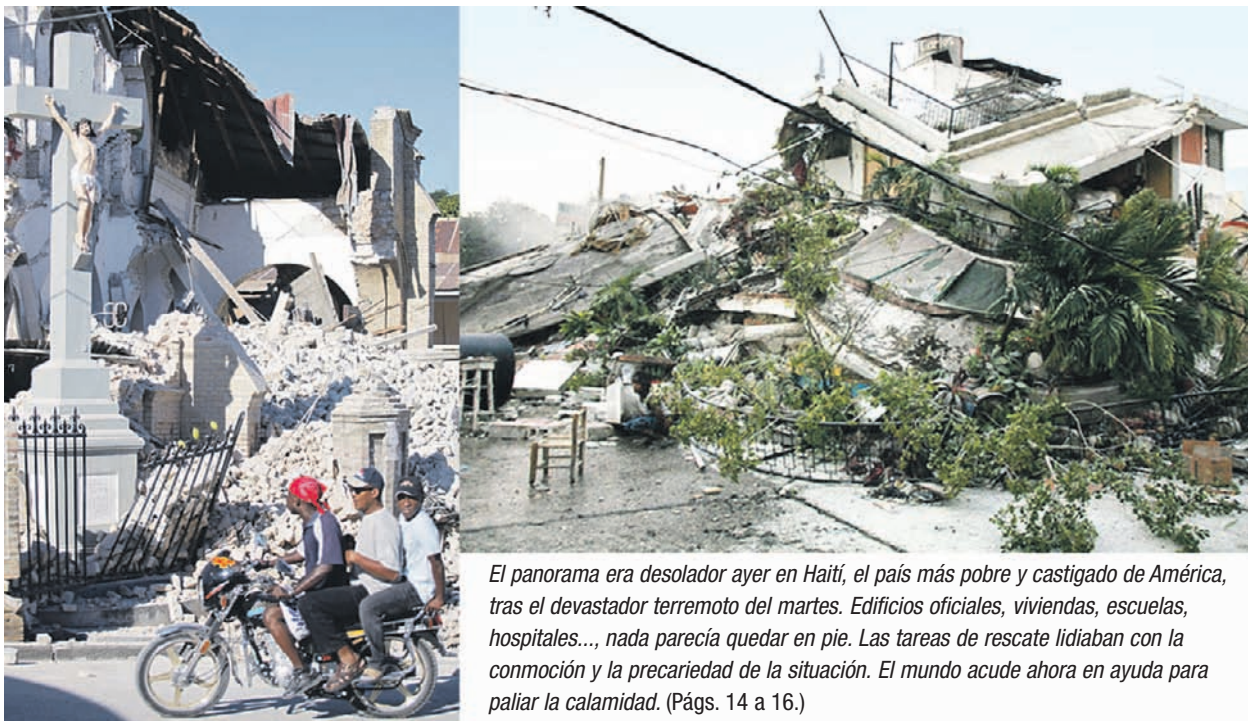 El panorama era desolador ayer en Haití, el país más pobre y castigado de América,
tras el devastador terremoto del martes. Edificios oficiales, viviendas, escuelas,
hospitales..., nada parecía quedar en pie. Las tareas de rescate lidiaban con la
conmoción y la precariedad de la situación. El mundo acude ahora en ayuda para
paliar la calamidad. (Págs. 14 a 16.)